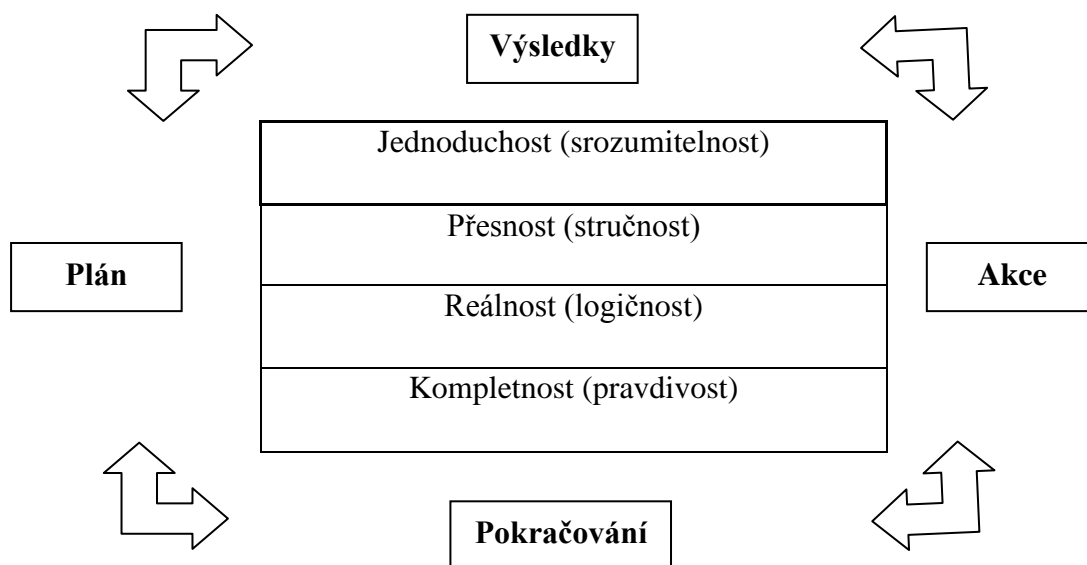 Výsledky
Jednoduchost (srozumitelnost)
Přesnost (stručnost)
Plán
Akce
Reálnost (logičnost)
Kompletnost (pravdivost)
Pokračování